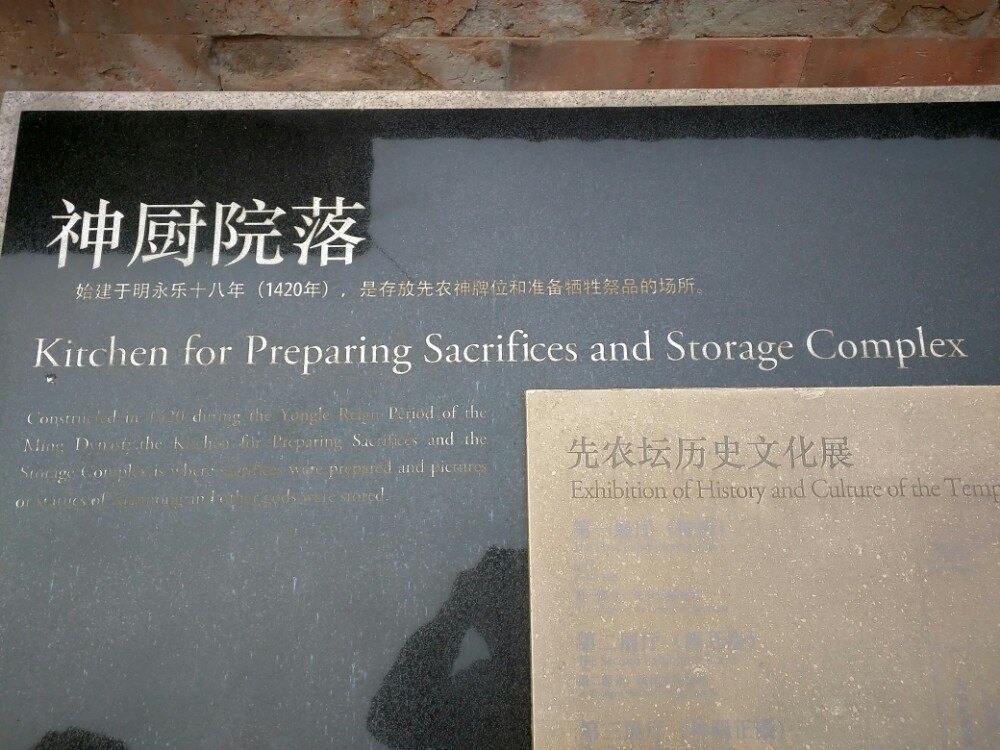 神厨院落
始建于明永乐十八年（1420年），是存放先农神牌位和准备牺牲祭品的场所。
Kitchen for Preparing Sacrifices and Storage Complex
Constructed in 1420 during the Yongle Reign Period of the
Ming Dynasty, the Kitchen for Preparing Sacrifices and the
Storage Complex is where sacrifices were prepared and pictures
or statues of Xiannong and other gods were stored.
先农坛历史文化展
Exhibition of History and Culture of the Temp